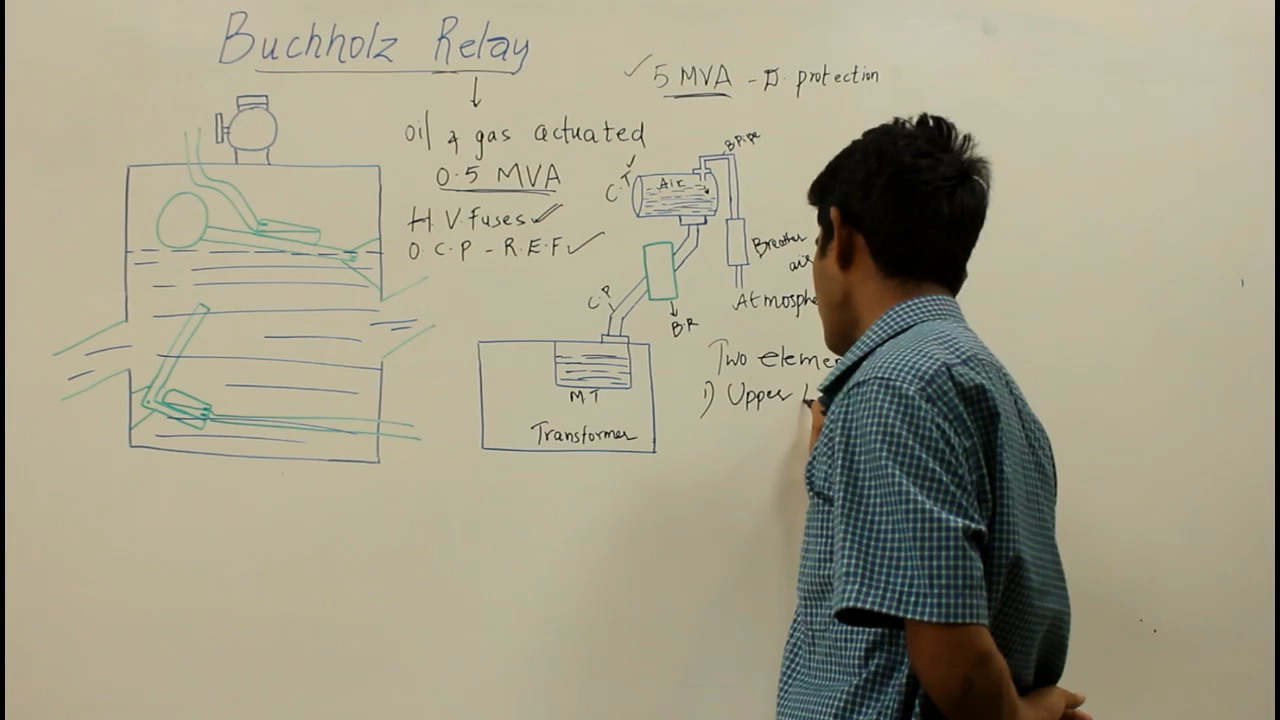 Buchholz Relay
5 MVA - D. protection
Oil & gas actuated
0.5 MVA
H.V. fuses
O.C.P - R.E.F
C.T
Air
B Pipe
Breather
air
Atmosphe
C.P
B.R
M.T
Transformer
Two elemen
1) Upper